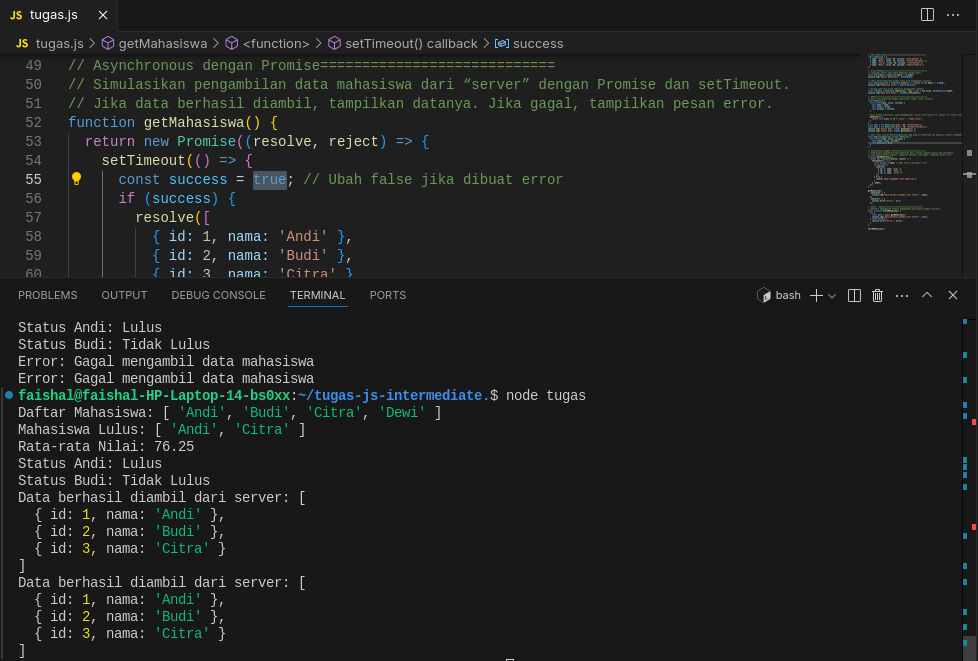 JS tugas.js
JS tugas.js > getMahasiswa > <function> > setTimeout() callback > success
49 // Asynchronous dengan Promise============================
50 // Simulasikan pengambilan data mahasiswa dari “server” dengan Promise dan setTimeout.
51 // Jika data berhasil diambil, tampilkan datanya. Jika gagal, tampilkan pesan error.
52 function getMahasiswa() {
53 return new Promise((resolve, reject) => {
54 setTimeout(() => {
55 const success = true; // Ubah false jika dibuat error
56 if (success) {
57 resolve([
58 { id: 1, nama: 'Andi' },
59 { id: 2, nama: 'Budi' },
60 { id: 3, nama: 'Citra' }
PROBLEMS OUTPUT DEBUG CONSOLE TERMINAL PORTS bash
Status Andi: Lulus
Status Budi: Tidak Lulus
Error: Gagal mengambil data mahasiswa
Error: Gagal mengambil data mahasiswa
faishal@faishal-HP-Laptop-14-bs0xx:~/tugas-js-intermediate.$ node tugas
Daftar Mahasiswa: [ 'Andi', 'Budi', 'Citra', 'Dewi' ]
Mahasiswa Lulus: [ 'Andi', 'Citra' ]
Rata-rata Nilai: 76.25
Status Andi: Lulus
Status Budi: Tidak Lulus
Data berhasil diambil dari server: [
{ id: 1, nama: 'Andi' },
{ id: 2, nama: 'Budi' },
{ id: 3, nama: 'Citra' }
]
Data berhasil diambil dari server: [
{ id: 1, nama: 'Andi' },
{ id: 2, nama: 'Budi' },
{ id: 3, nama: 'Citra' }
]